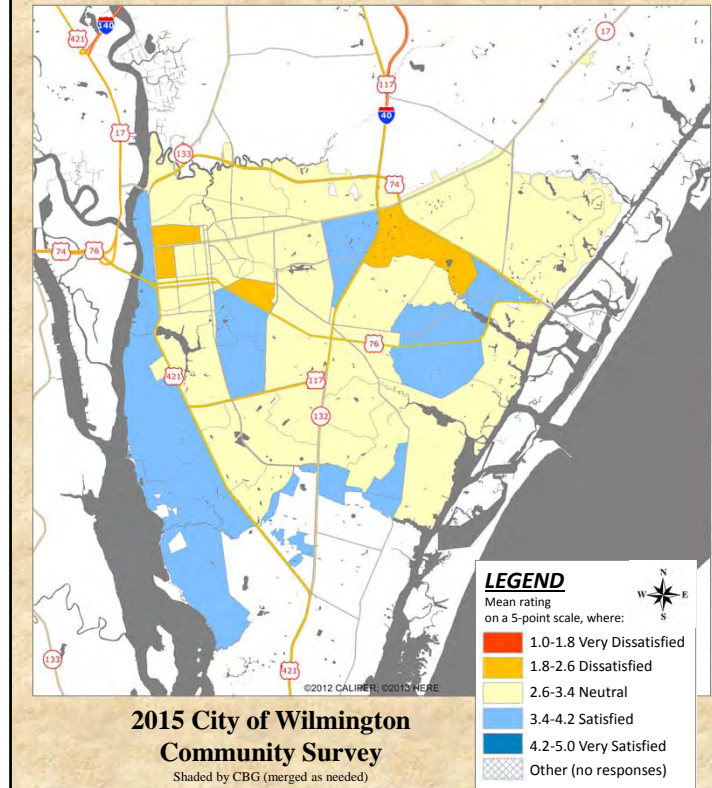 140
421
17
117
40
17
133
74
74
76
76
421
117
132
133
421
©2012 CALIPER; ©2013 HERE
LEGEND
Mean rating
on a 5-point scale, where:
N
W E
S
1.0-1.8 Very Dissatisfied
1.8-2.6 Dissatisfied
2.6-3.4 Neutral
3.4-4.2 Satisfied
4.2-5.0 Very Satisfied
Other (no responses)
2015 City of Wilmington
Community Survey
Shaded by CBG (merged as needed)